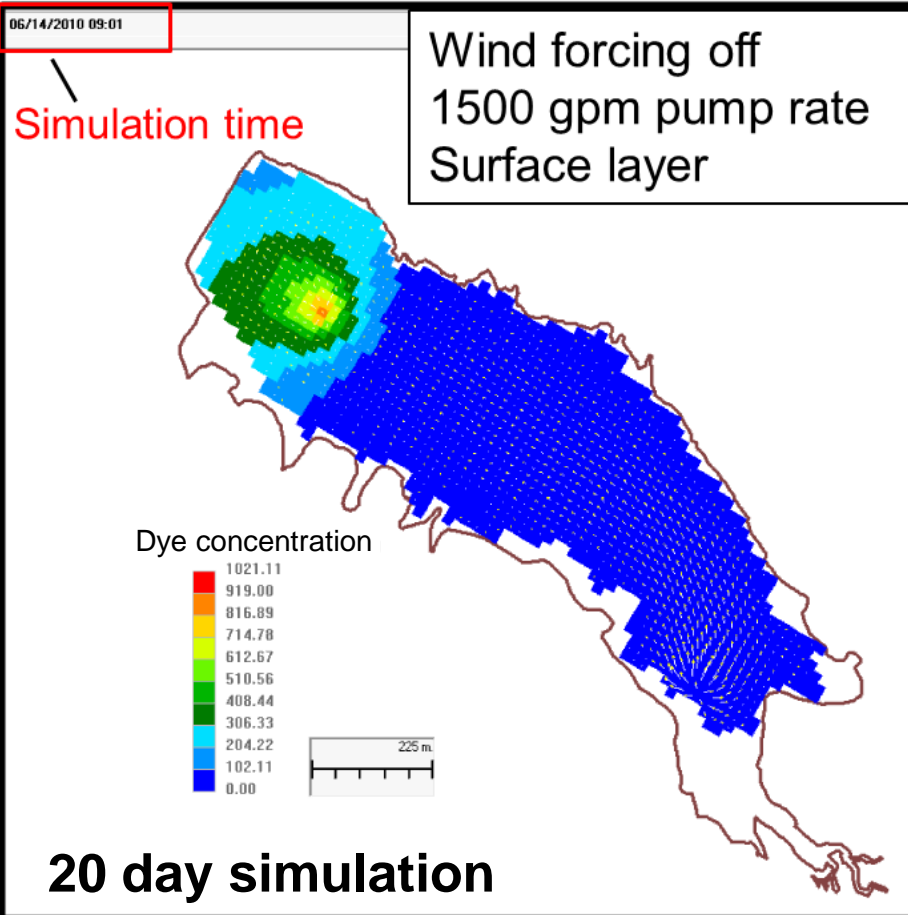 06/14/2010 09:01
Wind forcing off
1500 gpm pump rate
Surface layer
Simulation time
Dye concentration
1021.11
919.00
816.89
714.78
612.67
510.56
408.44
306.33
204.22
102.11
0.00
225 m.
20 day simulation